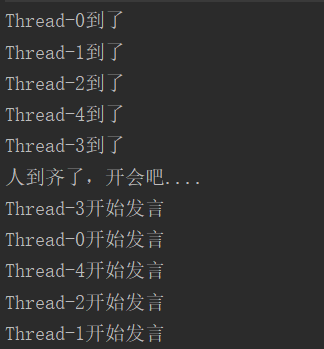 Thread-0到了
Thread-1到了
Thread-2到了
Thread-4到了
Thread-3到了
人到齐了，开会吧....
Thread-3开始发言
Thread-0开始发言
Thread-4开始发言
Thread-2开始发言
Thread-1开始发言